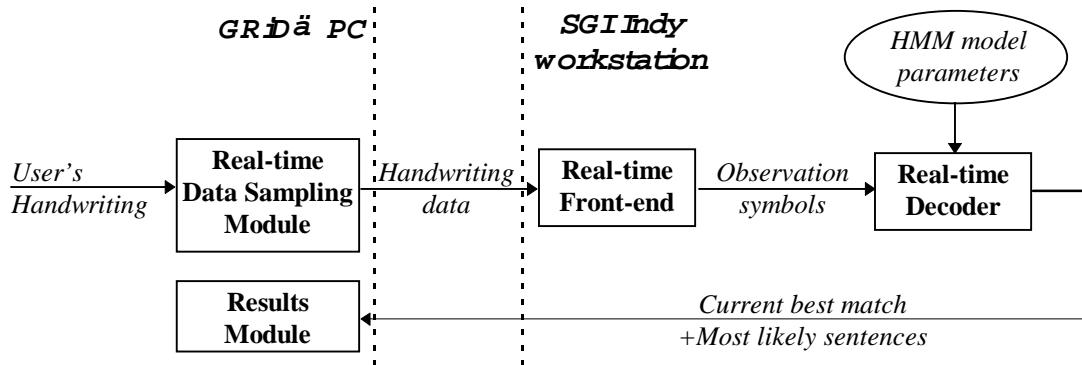 GRiDä PC
SGI Indy
workstation
HMM model
parameters
User's
Handwriting
Real-time
Data Sampling
Module
Handwriting
data
Real-time
Front-end
Observation
symbols
Real-time
Decoder
Results
Module
Current best match
+Most likely sentences